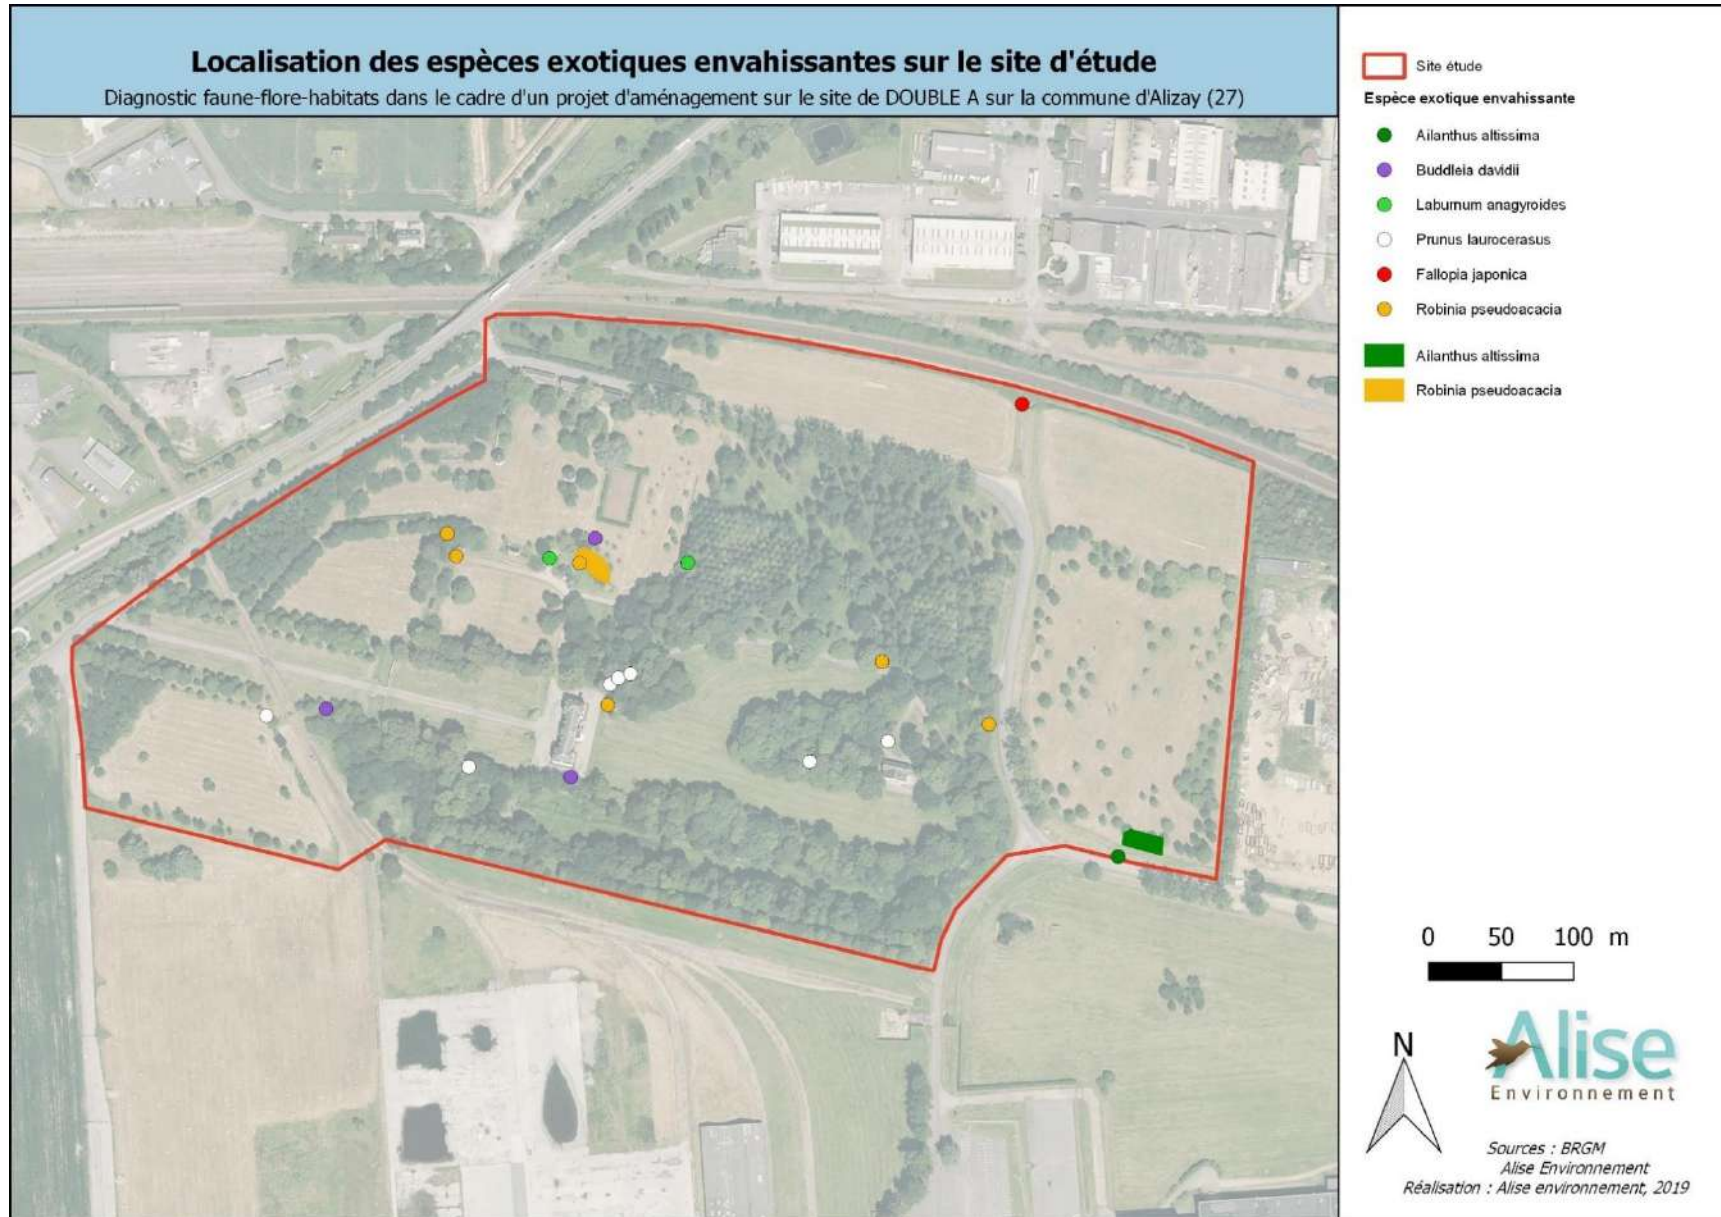 Localisation des espèces exotiques envahissantes sur le site d'étude
Diagnostic faune-flore-habitats dans le cadre d'un projet d'aménagement sur le site de DOUBLE A sur la commune d'Alizay (27)
Site étude
Espèce exotique envahissante
Ailanthus altissima
Buddleia davidii
Laburnum anagyroides
Prunus laurocerasus
Fallopia japonica
Robinia pseudoacacia
Ailanthus altissima
Robinia pseudoacacia
0 50 100 m
N
Alise
Environnement
Sources : BRGM
Alise Environnement
Réalisation : Alise environnement, 2019